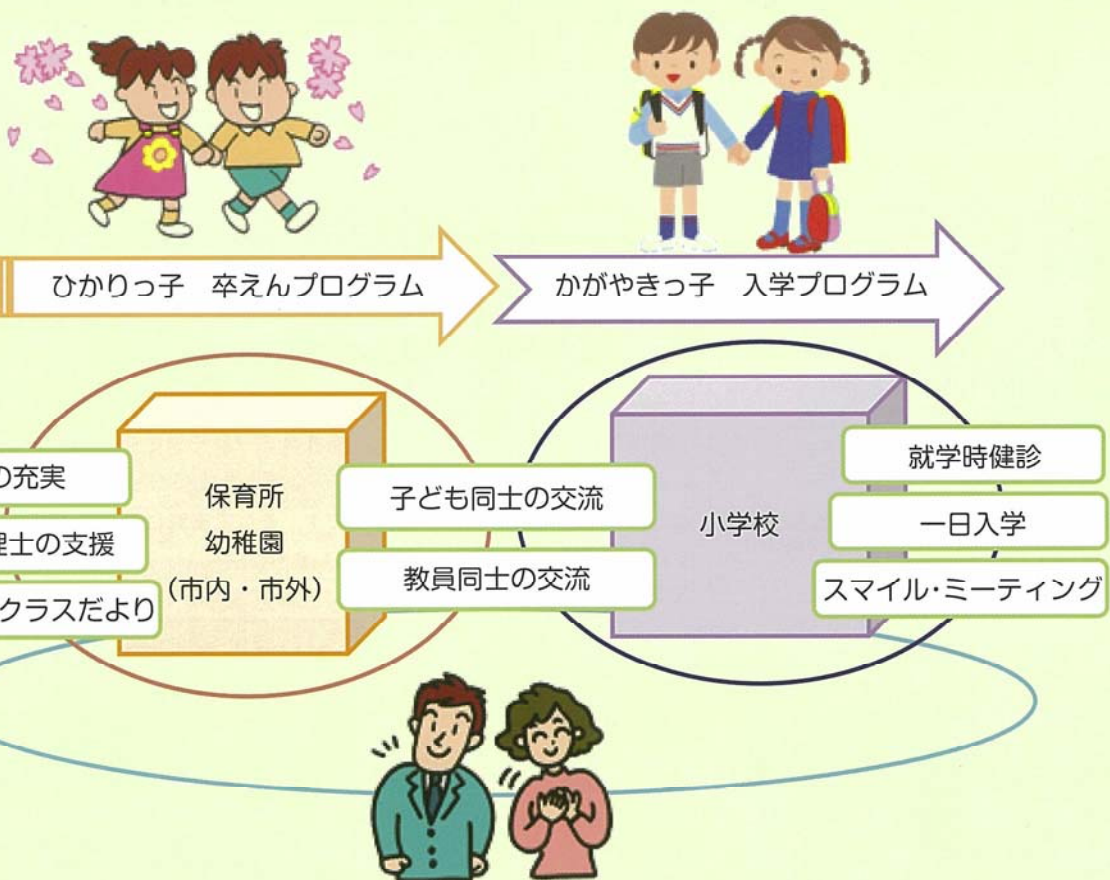 ひかりっ子 卒えんプログラム
かがやきっ子 入学プログラム
の充実
理士の支援
クラスだより
保育所
幼稚園
(市内・市外)
子ども同士の交流
教員同士の交流
小学校
就学時健診
一日入学
スマイル・ミーティング